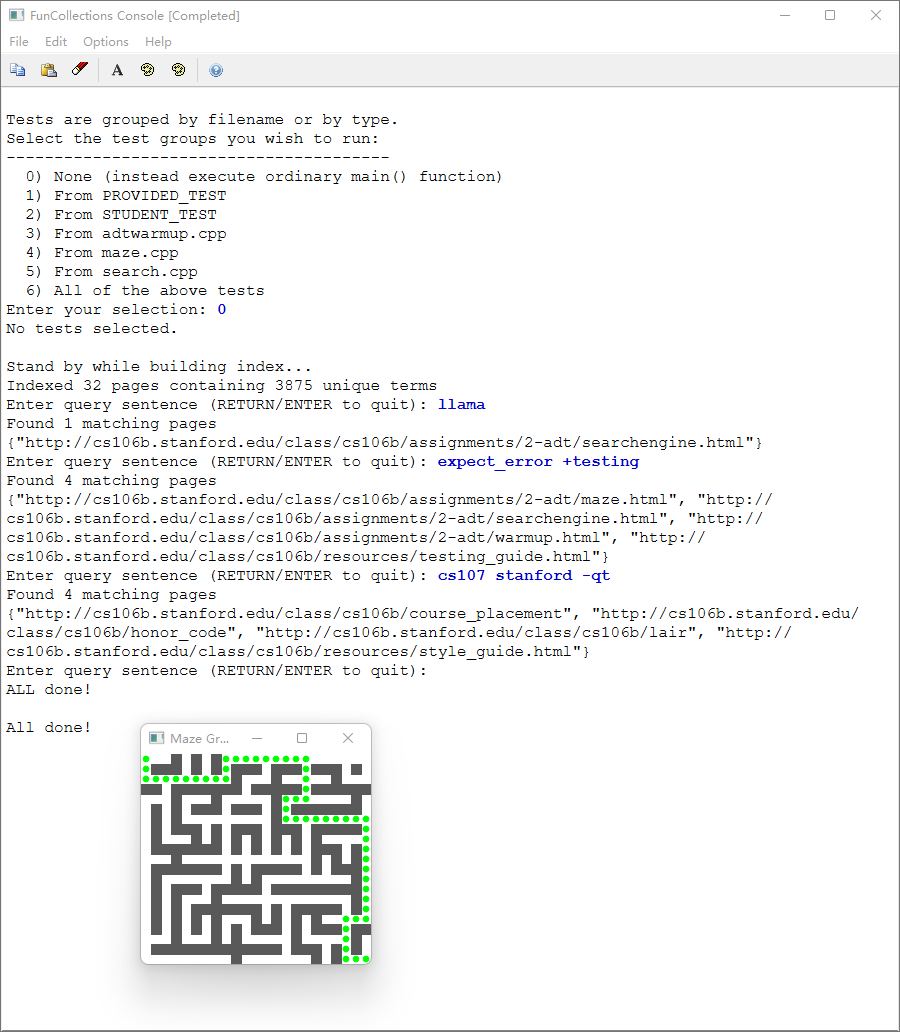 FunCollections Console [Completed]
File Edit Options Help
A
Tests are grouped by filename or by type.
Select the test groups you wish to run:
----------------------------------------
0) None (instead execute ordinary main() function)
1) From PROVIDED_TEST
2) From STUDENT_TEST
3) From adtwarmup.cpp
4) From maze.cpp
5) From search.cpp
6) All of the above tests
Enter your selection: 0
No tests selected.
Stand by while building index...
Indexed 32 pages containing 3875 unique terms
Enter query sentence (RETURN/ENTER to quit): llama
Found 1 matching pages
{"http://cs106b.stanford.edu/class/cs106b/assignments/2-adt/searchengine.html"}
Enter query sentence (RETURN/ENTER to quit): expect_error +testing
Found 4 matching pages
{"http://cs106b.stanford.edu/class/cs106b/assignments/2-adt/maze.html", "http://
cs106b.stanford.edu/class/cs106b/assignments/2-adt/searchengine.html", "http://
cs106b.stanford.edu/class/cs106b/assignments/2-adt/warmup.html", "http://
cs106b.stanford.edu/class/cs106b/resources/testing_guide.html"}
Enter query sentence (RETURN/ENTER to quit): cs107 stanford -qt
Found 4 matching pages
{"http://cs106b.stanford.edu/class/cs106b/course_placement", "http://cs106b.stanford.edu/
class/cs106b/honor_code", "http://cs106b.stanford.edu/class/cs106b/lair", "http://
cs106b.stanford.edu/class/cs106b/resources/style_guide.html"}
Enter query sentence (RETURN/ENTER to quit):
ALL done!
All done!
Maze Gr...